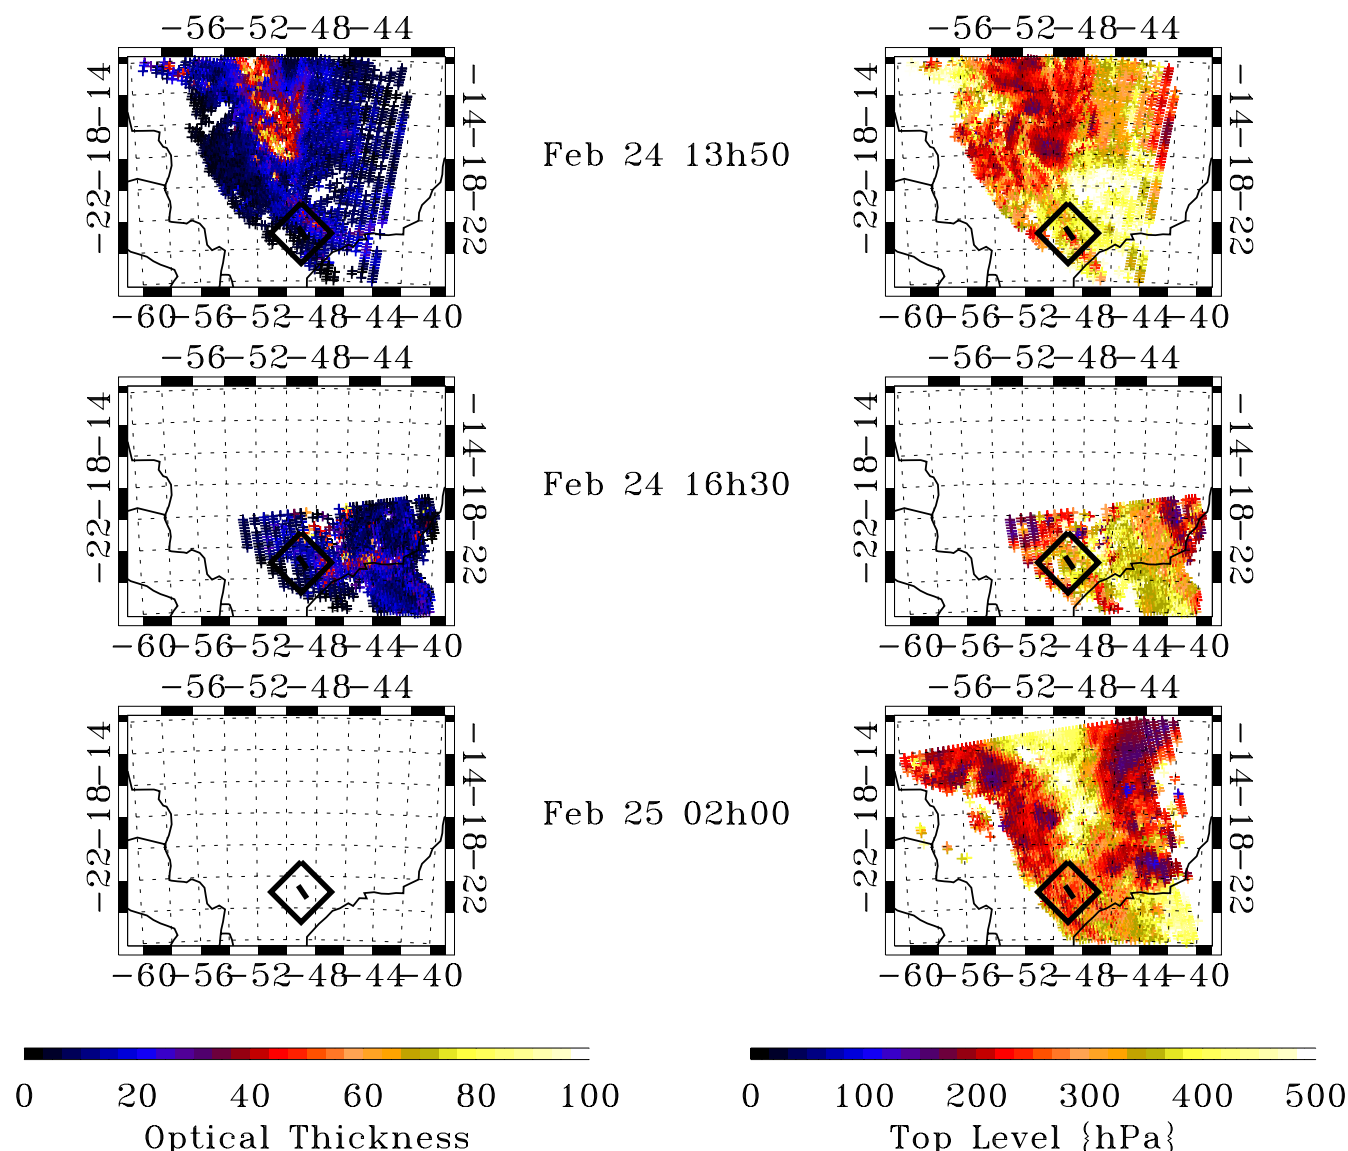 −56−52−48−44 −56−52−48−44
−14 −18 −22 −14 −18 −22 Feb 24 13h50 −14 −18 −22 −14 −18 −22
−60−56−52−48−44−40 −60−56−52−48−44−40
−56−52−48−44 −56−52−48−44
−14 −18 −22 −14 −18 −22 Feb 24 16h30 −14 −18 −22 −14 −18 −22
−60−56−52−48−44−40 −60−56−52−48−44−40
−56−52−48−44 −56−52−48−44
−14 −18 −22 −14 −18 −22 Feb 25 02h00 −14 −18 −22 −14 −18 −22
−60−56−52−48−44−40 −60−56−52−48−44−40
0 20 40 60 80 100 0 100 200 300 400 500
Optical Thickness Top Level }hPa{